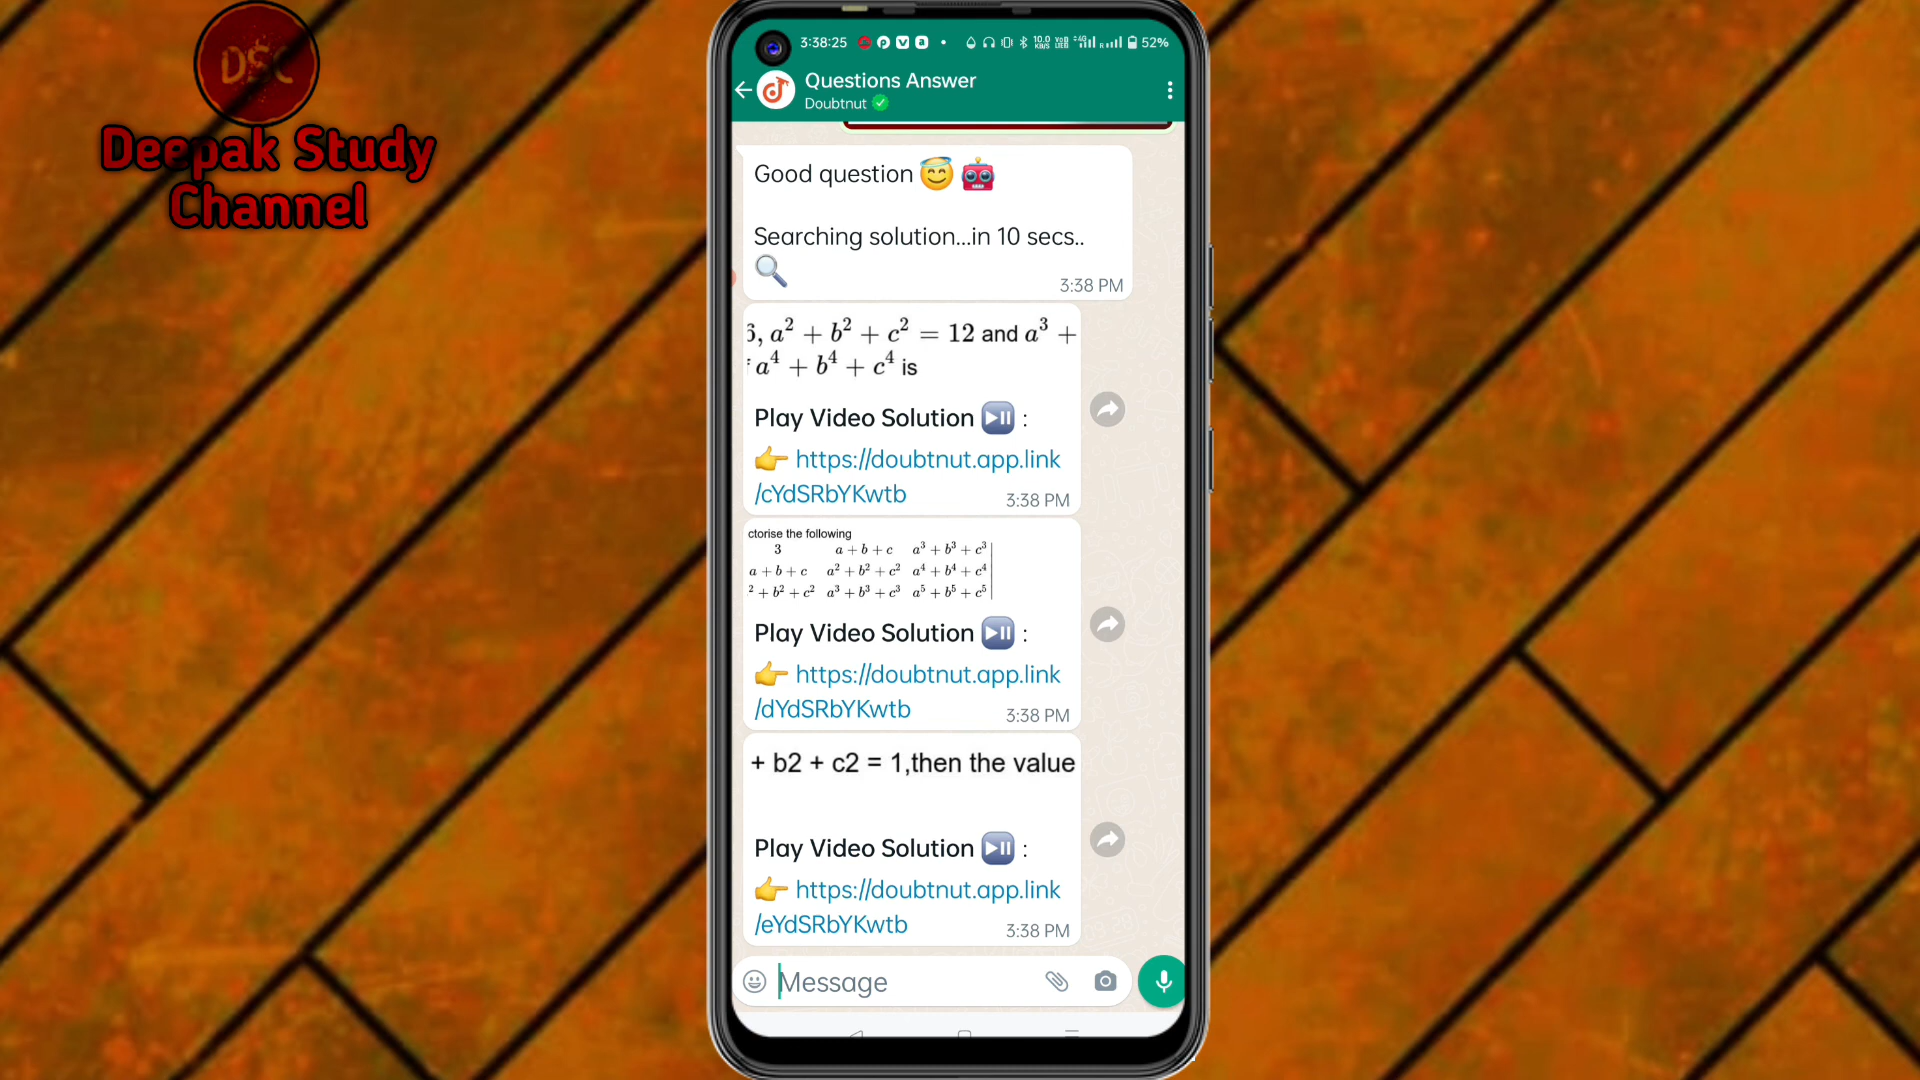 DSC
Deepak Study
Channel
3:38:25
52%
Questions Answer
Doubtnut
Good question
Searching solution...in 10 secs..
3:38 PM
6, a² + b² + c² = 12 and a³ +
a⁴ + b⁴ + c⁴ is
Play Video Solution :
https://doubtnut.app.link
/cYdSRbYKwtb
3:38 PM
ctorise the following
3 a + b + c a³ + b³ + c³
a + b + c a² + b² + c² a⁴ + b⁴ + c⁴
² + b² + c² a³ + b³ + c³ a⁵ + b⁵ + c⁵
Play Video Solution :
https://doubtnut.app.link
/dYdSRbYKwtb
3:38 PM
+ b2 + c2 = 1,then the value
Play Video Solution :
https://doubtnut.app.link
/eYdSRbYKwtb
3:38 PM
Message